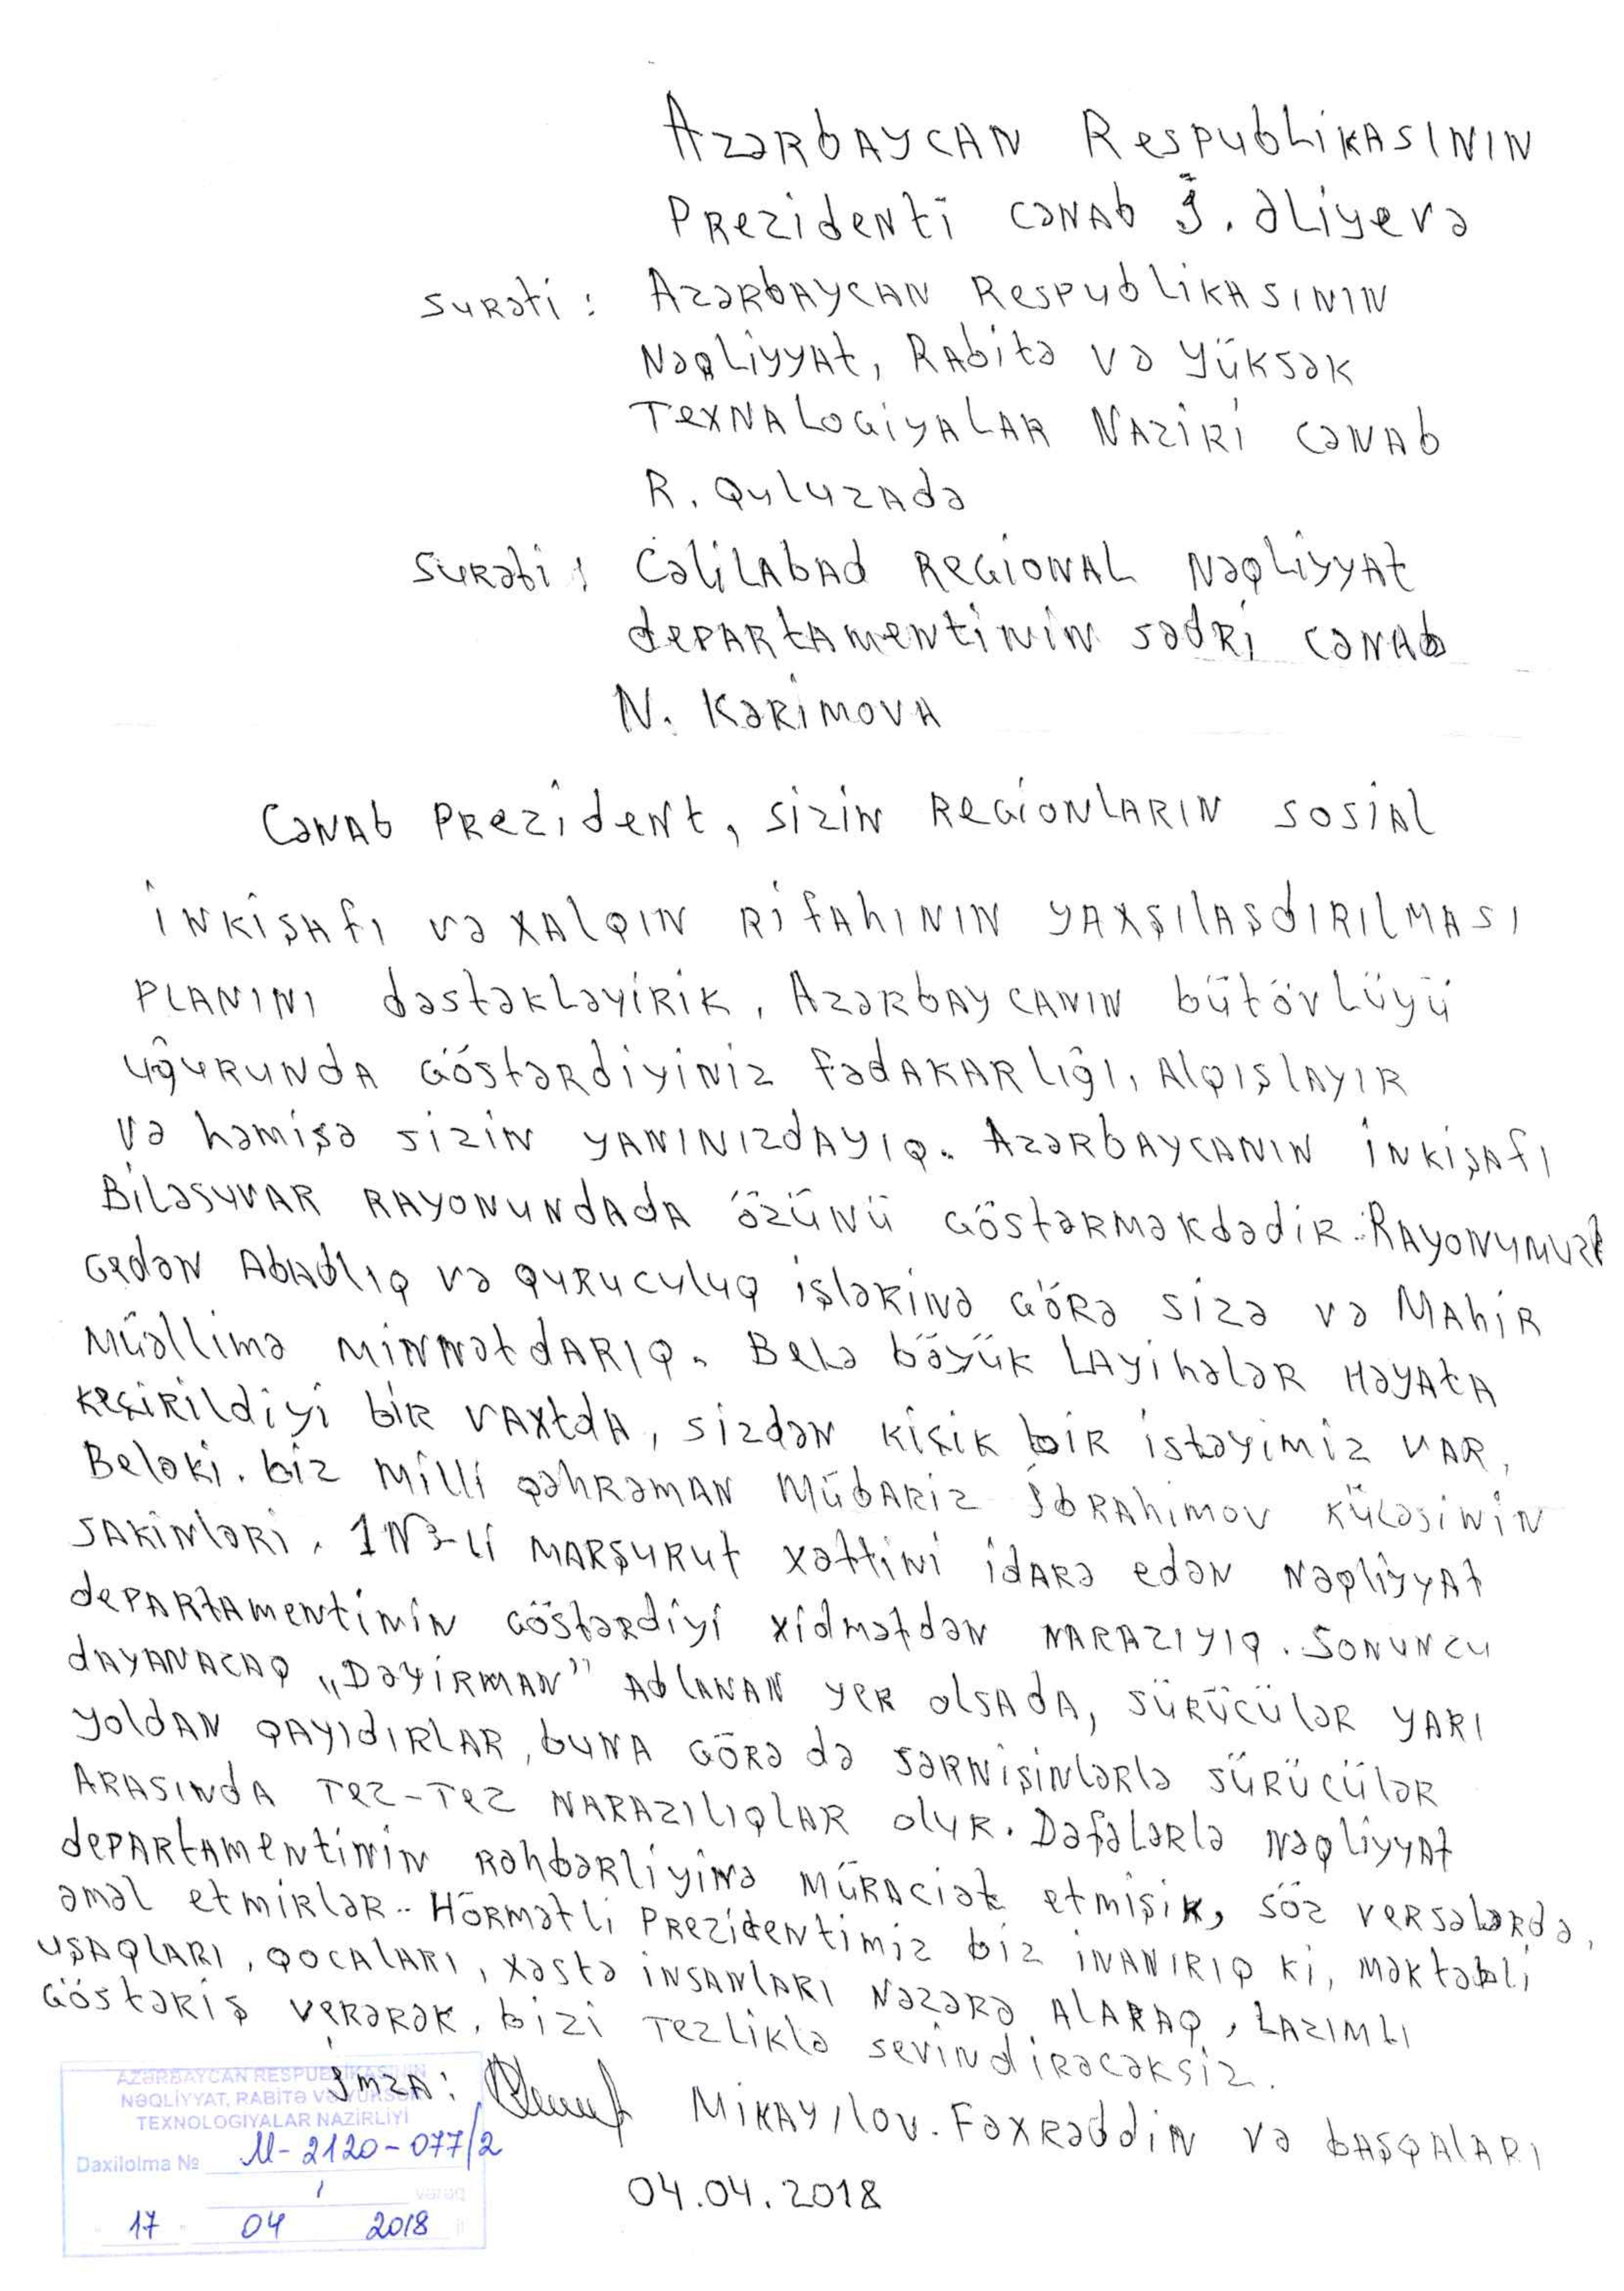 Azərbaycan Respublikasının
Prezidenti cənab İ. Əliyevə
Surəti: Azərbaycan Respublikasının
Nəqliyyat, Rabitə və Yüksək
Texnalogiyalar Naziri cənab
R. Quluzadə
Surəti: Cəlilabad Regional Nəqliyyat
departamentinin sədri cənab
N. Kərimova
Cənab Prezident, sizin regionların sosial
inkişafı və xalqın rifahının yaxşılaşdırılması
planını dəstəkləyirik. Azərbaycanın bütövlüyü
uğurunda göstərdiyiniz fədakarlığı, alqışlayır
və həmişə sizin yanınızdayıq. Azərbaycanın inkişafı
Biləsuvar rayonundada özünü göstərməkdədir. Rayonumuzda
gedən abadlıq və quruculuq işlərinə görə sizə və Mahir
müəllimə minnətdarıq. Belə böyük layihələr həyata
keçirildiyi bir vaxtda, sizdən kiçik bir istəyimiz var,
Beləki. biz Milli qəhrəman Mübariz İbrahimov küçəsinin
sakinləri, 1 №-li marşurut xəttini idarə edən nəqliyyat
departamentinin göstərdiyi xidmətdən narazıyıq. Sonuncu
dayanacaq "Dəyirman" adlanan yer olsada, sürücülər yarı
yoldan qayıdırlar, buna görə də sərnişinlərlə sürücülər
arasında tez-tez narazılıqlar olur. Dəfələrlə nəqliyyat
departamentinin rəhbərliyinə müraciət etmişik, söz versələrdə,
əməl etmirlər.. Hörmətli Prezidentimiz biz inanırıq ki, məktəbli
uşaqları, qocaları, xəstə insanları nəzərə alaraq, lazımlı
göstəriş verərək, bizi tezliklə sevindirəcəksiz.
İmza: Mikayılov. Fəxrəddin və başqaları
04.04.2018
AZƏRBAYCAN RESPUBLİKASININ
NƏQLİYYAT, RABİTƏ VƏ YÜKSƏK
TEXNOLOGİYALAR NAZİRLİYİ
Daxilolma № M-2120-077/2
1 vərəq
17 04 2018 il